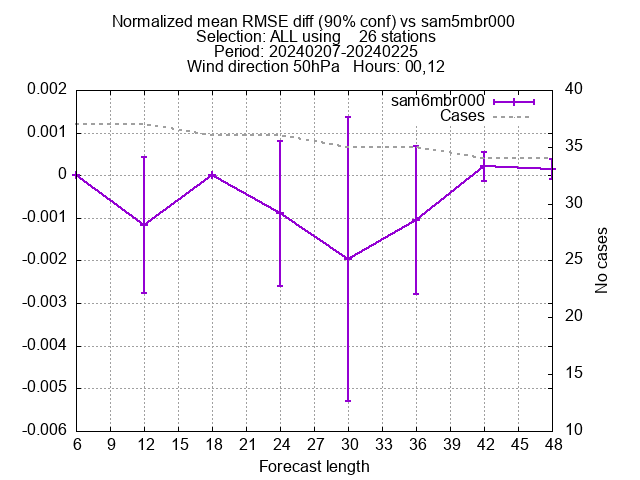 Normalized mean RMSE diff (90% conf) vs sam5mbr000
Selection: ALL using    26 stations
Period: 20240207-20240225
Wind direction 50hPa   Hours: 00,12
sam6mbr000
Cases
0.002
0.001
0
-0.001
-0.002
-0.003
-0.004
-0.005
-0.006
40
35
30
25
20
15
10
No cases
6 9 12 15 18 21 24 27 30 33 36 39 42 45 48
Forecast length